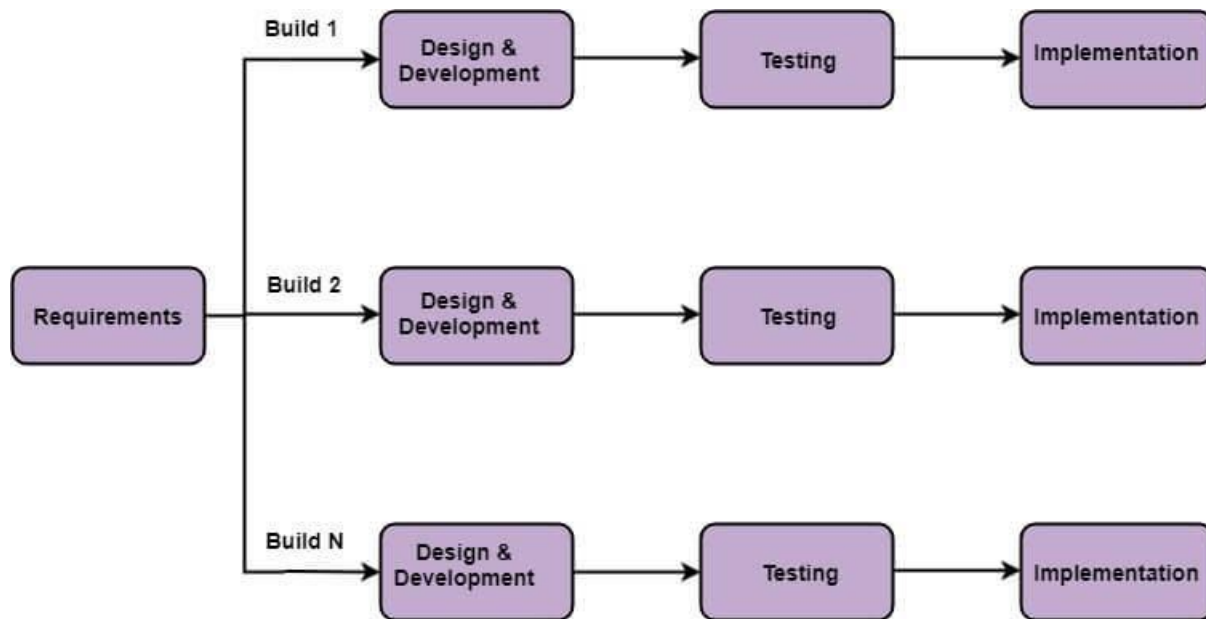 Build 1
Design &
Development
Testing
Implementation
Requirements
Build 2
Design &
Development
Testing
Implementation
Build N
Design &
Development
Testing
Implementation